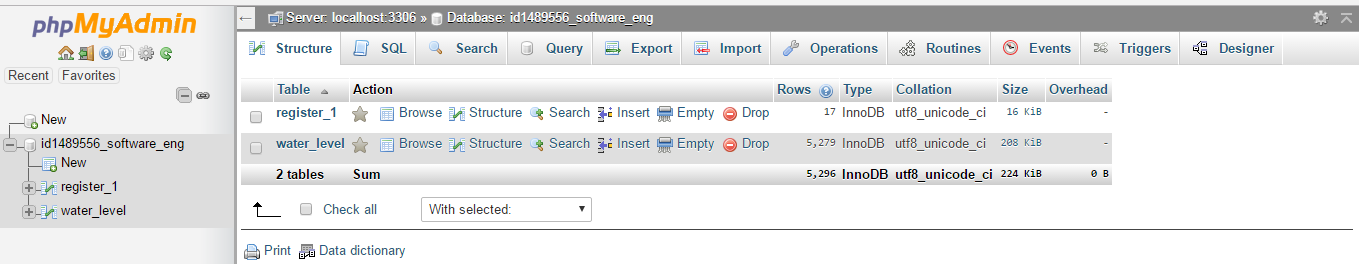 phpMyAdmin
Recent Favorites
New
id1489556_software_eng
New
register_1
water_level
Server: localhost:3306 » Database: id1489556_software_eng
Structure SQL Search Query Export Import Operations Routines Events Triggers Designer
Table Action Rows Type Collation Size Overhead
register_1 Browse Structure Search Insert Empty Drop 17 InnoDB utf8_unicode_ci 16 KiB -
water_level Browse Structure Search Insert Empty Drop 5,279 InnoDB utf8_unicode_ci 208 KiB -
2 tables Sum 5,296 InnoDB utf8_unicode_ci 224 KiB 0 B
Check all With selected:
Print Data dictionary